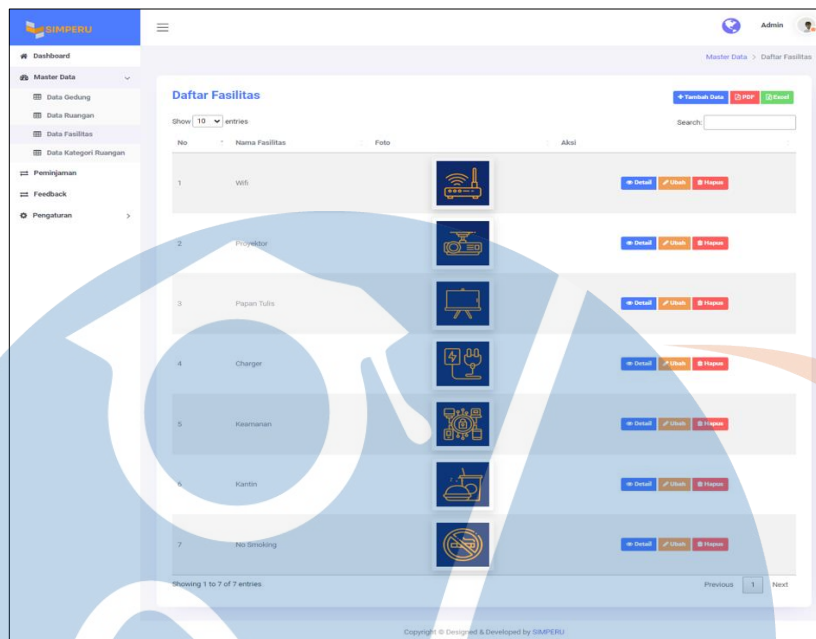 SIMPERU
Admin
Dashboard
Master Data > Daftar Fasilitas
Master Data
Data Gedung
Data Ruangan
Data Fasilitas
Data Kategori Ruangan
Peminjaman
Feedback
Pengaturan
Daftar Fasilitas
+ Tambah Data PDF Excel
Show 10 entries
Search:
No Nama Fasilitas Foto Aksi
1 Wifi Detail Ubah Hapus
2 Proyektor Detail Ubah Hapus
3 Papan Tulis Detail Ubah Hapus
4 Charger Detail Ubah Hapus
5 Keamanan Detail Ubah Hapus
6 Kantin Detail Ubah Hapus
7 No Smoking Detail Ubah Hapus
Showing 1 to 7 of 7 entries
Previous 1 Next
Copyright © Designed & Developed by SIMPERU